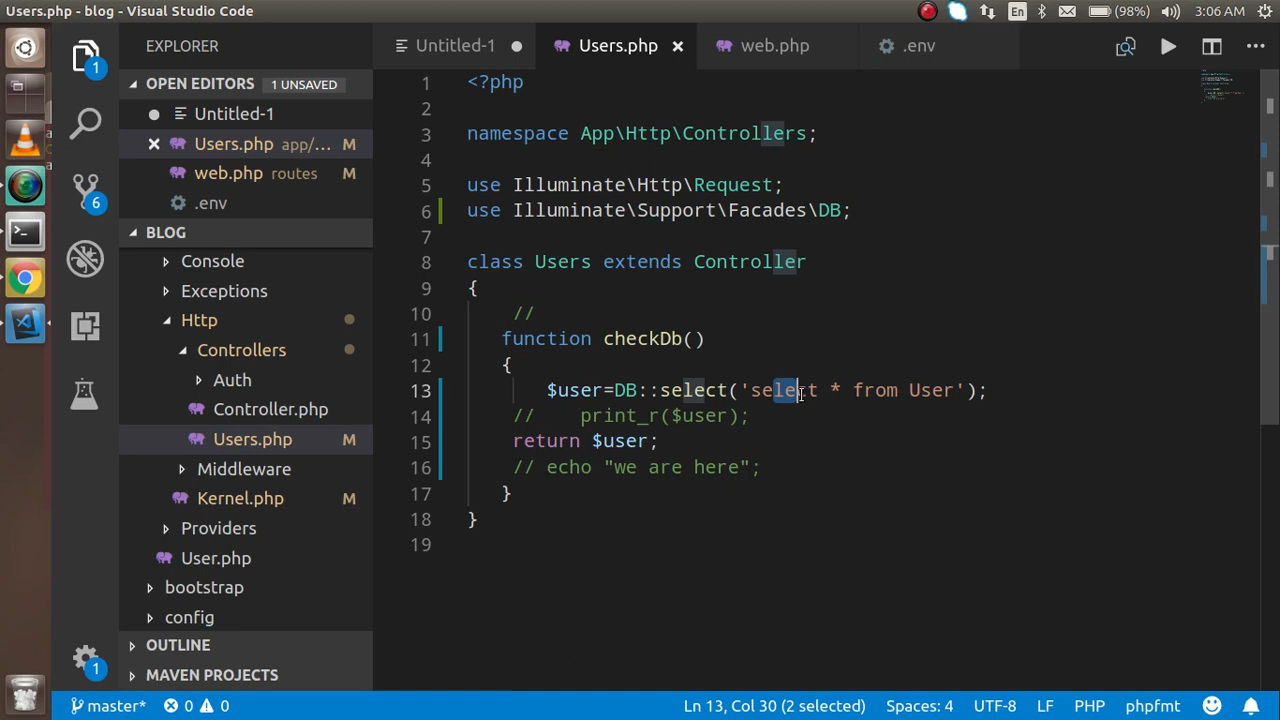 Users.php - blog - Visual Studio Code
En
(98%)
3:06 AM
EXPLORER
Untitled-1
Users.php
web.php
.env
OPEN EDITORS
1 UNSAVED
Untitled-1
Users.php app/... M
web.php routes M
.env
BLOG
Console
Exceptions
Http
Controllers
Auth
Controller.php
Users.php M
Middleware
Kernel.php M
Providers
User.php
bootstrap
config
OUTLINE
MAVEN PROJECTS
1
6
1
1 <?php
2
3 namespace App\Http\Controllers;
4
5 use Illuminate\Http\Request;
6 use Illuminate\Support\Facades\DB;
7
8 class Users extends Controller
9 {
10 //
11 function checkDb()
12 {
13 $user=DB::select('select * from User');
14 // print_r($user);
15 return $user;
16 // echo "we are here";
17 }
18 }
19
master*
0
0
Ln 13, Col 30 (2 selected)
Spaces: 4
UTF-8
LF
PHP
phpfmt